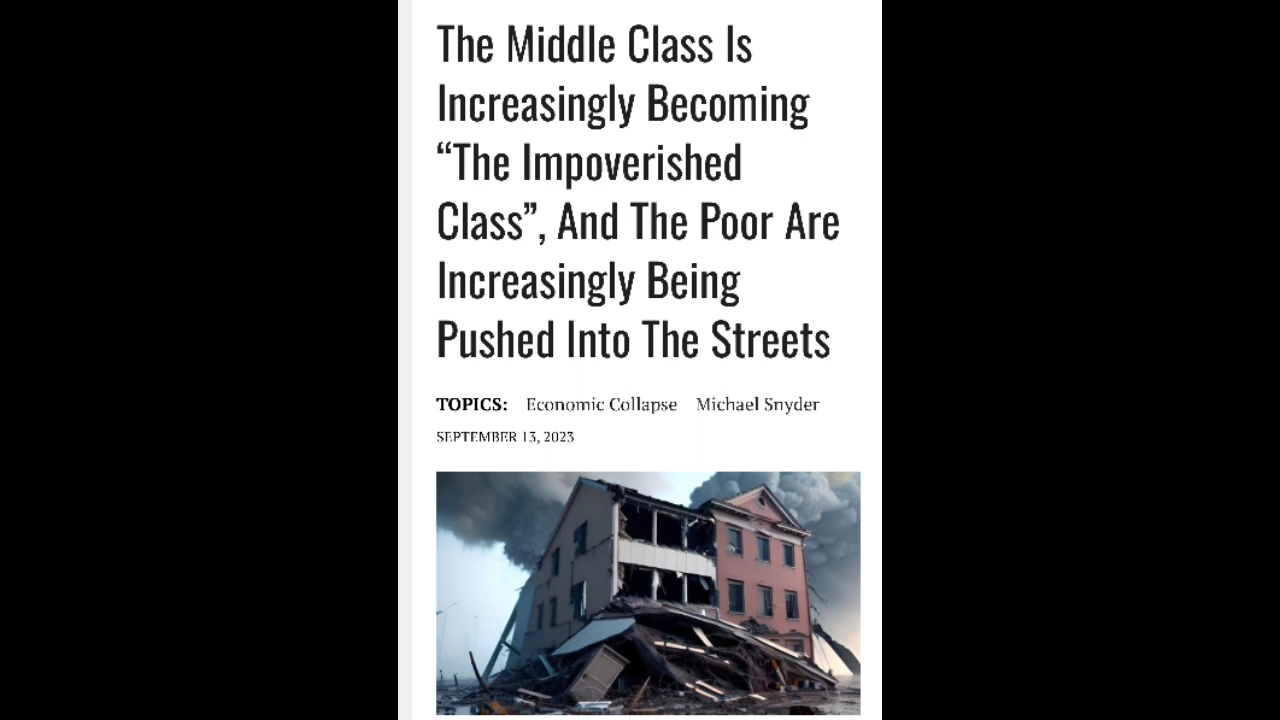 The Middle Class Is
Increasingly Becoming
“The Impoverished
Class”, And The Poor Are
Increasingly Being
Pushed Into The Streets
TOPICS: Economic Collapse Michael Snyder
SEPTEMBER 13, 2023